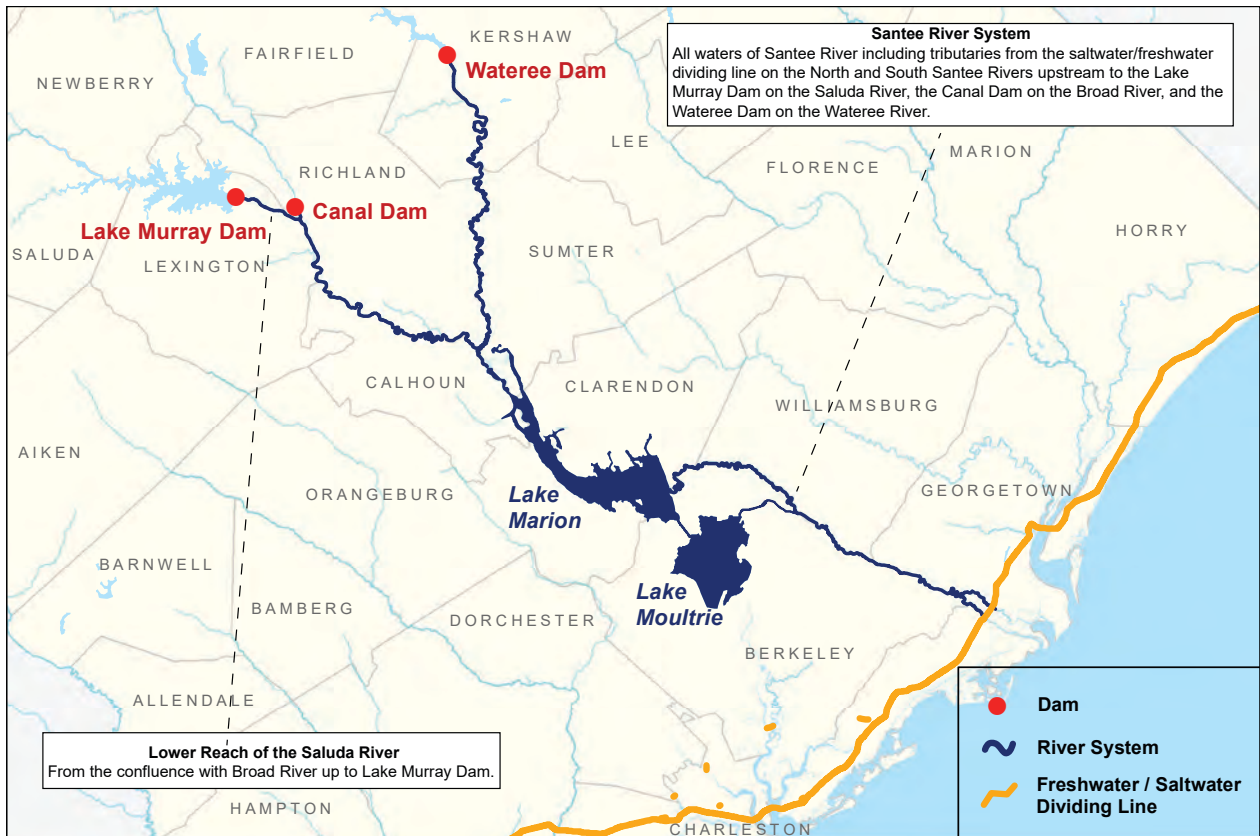 KERSHAW
FAIRFIELD
Wateree Dam
NEWBERRY
Santee River System
All waters of Santee River including tributaries from the saltwater/freshwater
dividing line on the North and South Santee Rivers upstream to the Lake
Murray Dam on the Saluda River, the Canal Dam on the Broad River, and the
Wateree Dam on the Wateree River.
LEE
MARION
FLORENCE
RICHLAND
Canal Dam
Lake Murray Dam
HORRY
SALUDA
LEXINGTON
SUMTER
CALHOUN
CLARENDON
WILLIAMSBURG
AIKEN
ORANGEBURG
Lake
Marion
GEORGETOWN
BARNWELL
BAMBERG
Lake
Moultrie
DORCHESTER
BERKELEY
ALLENDALE
Lower Reach of the Saluda River
From the confluence with Broad River up to Lake Murray Dam.
HAMPTON
CHARLESTON
Dam
River System
Freshwater / Saltwater
Dividing Line